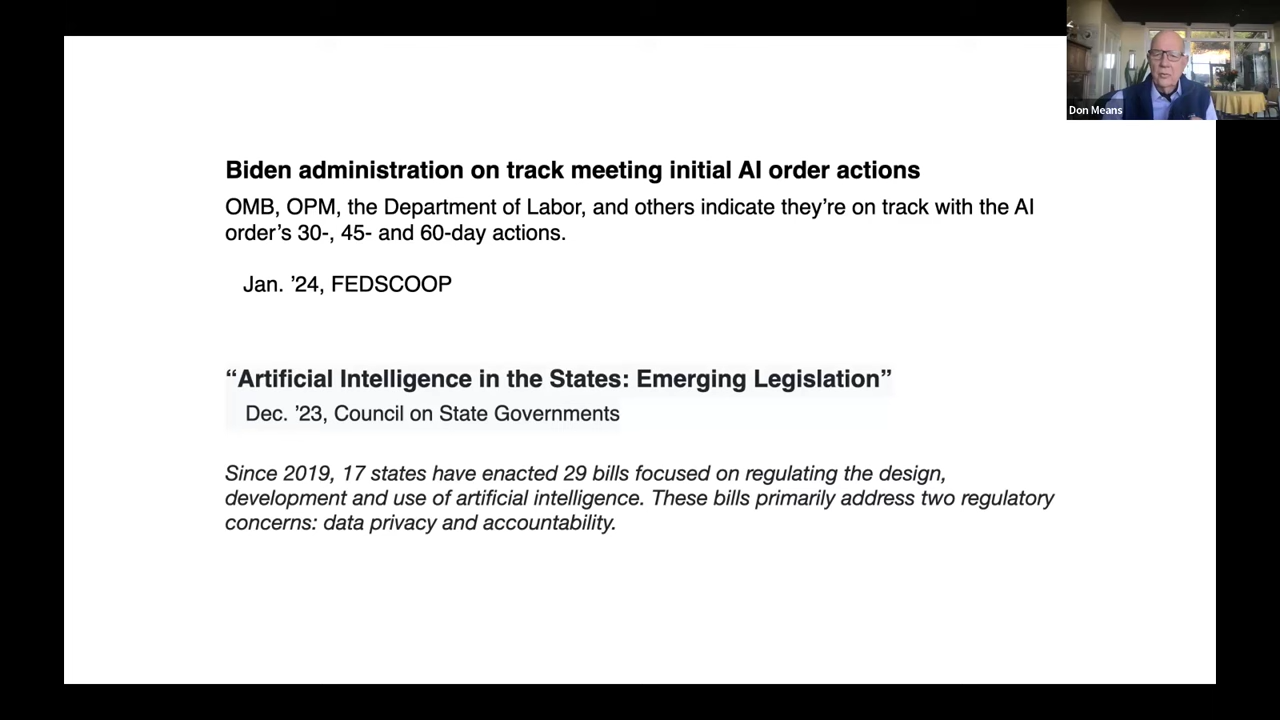 Don Means
Biden administration on track meeting initial AI order actions
OMB, OPM, the Department of Labor, and others indicate they’re on track with the AI
order’s 30-, 45- and 60-day actions.
Jan. ’24, FEDSCOOP
“Artificial Intelligence in the States: Emerging Legislation”
Dec. ’23, Council on State Governments
Since 2019, 17 states have enacted 29 bills focused on regulating the design,
development and use of artificial intelligence. These bills primarily address two regulatory
concerns: data privacy and accountability.